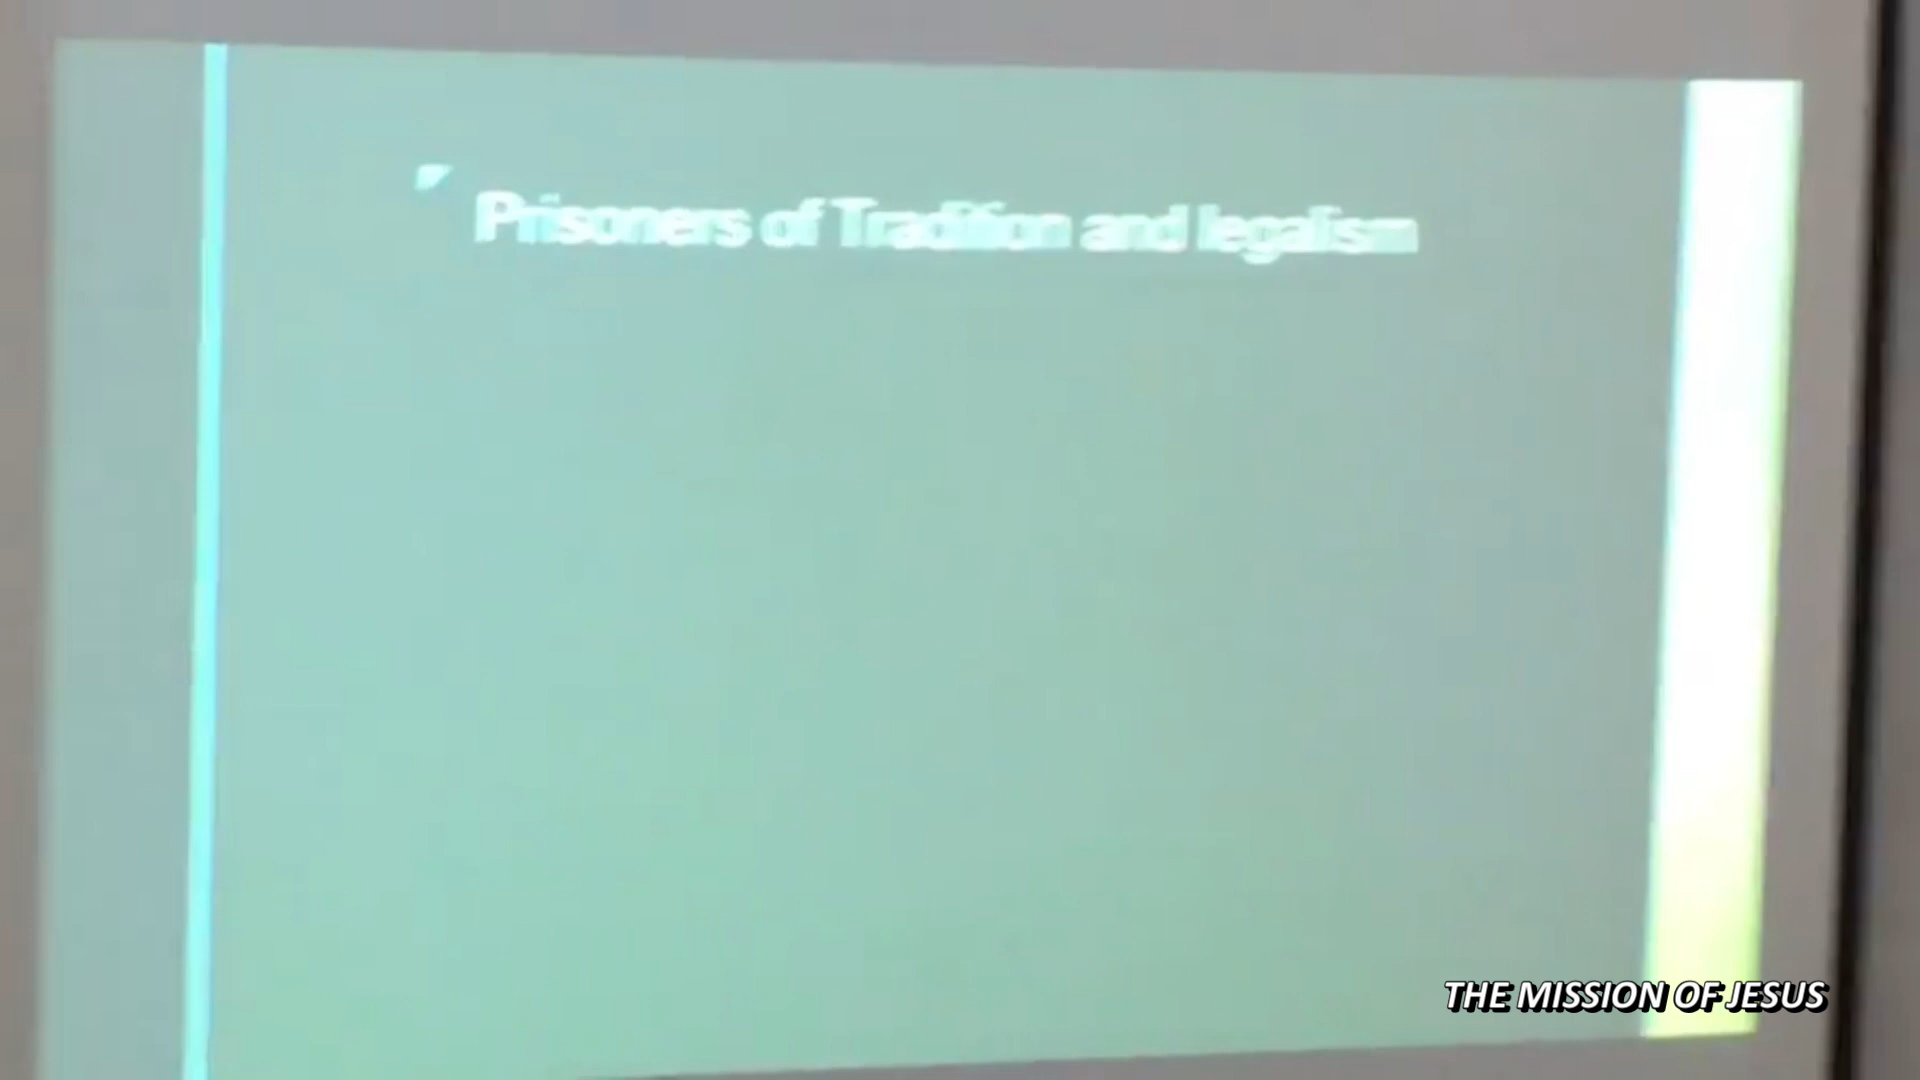 Prisoners of Tradition and legalism
THE MISSION OF JESUS